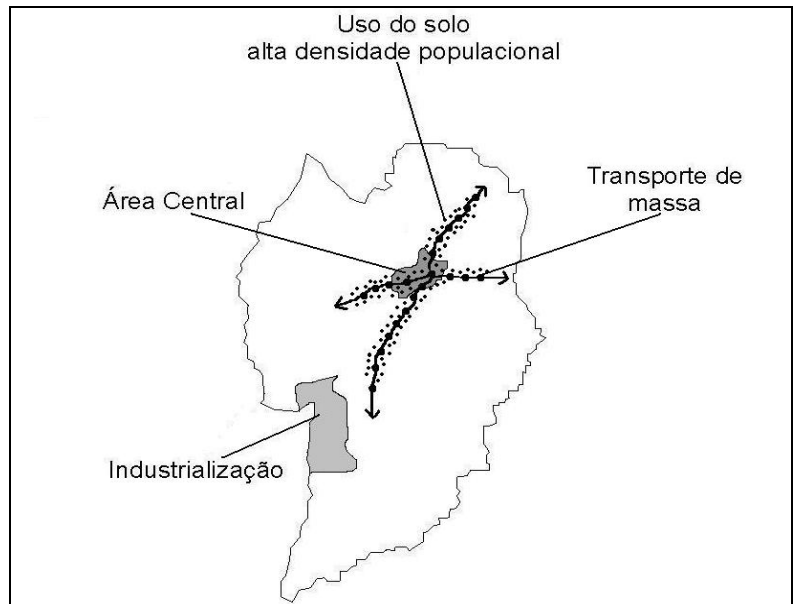 Uso do solo
alta densidade populacional
Área Central
Transporte de
massa
Industrialização